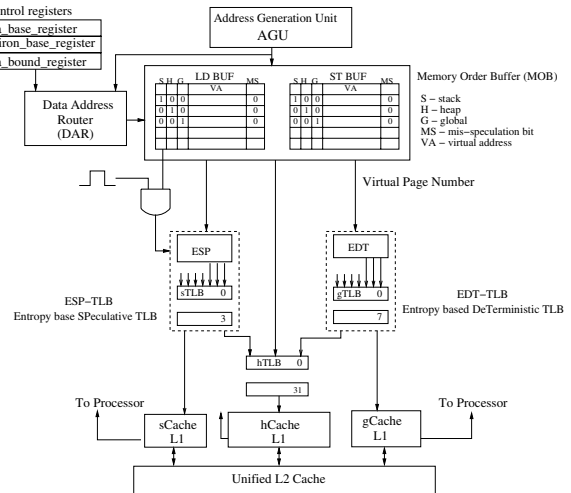 ntrol registers
_base_register
iron_base_register
_bound_register
Address Generation Unit
AGU
Data Address
Router
(DAR)
LD BUF
S H G VA MS
1 0 0 0
0 1 0 0
0 0 1 0
ST BUF
S H G VA MS
1 0 0 0
0 1 0 0
0 0 1 0
Memory Order Buffer (MOB)
S – stack
H – heap
G – global
MS – mis-speculation bit
VA – virtual address
Virtual Page Number
ESP
sTLB 0
3
ESP-TLB
Entropy base SPeculative TLB
EDT
gTLB 0
7
EDT-TLB
Entropy based DeTerministic TLB
hTLB 0
31
To Processor
To Processor
sCache
L1
hCache
L1
gCache
L1
Unified L2 Cache